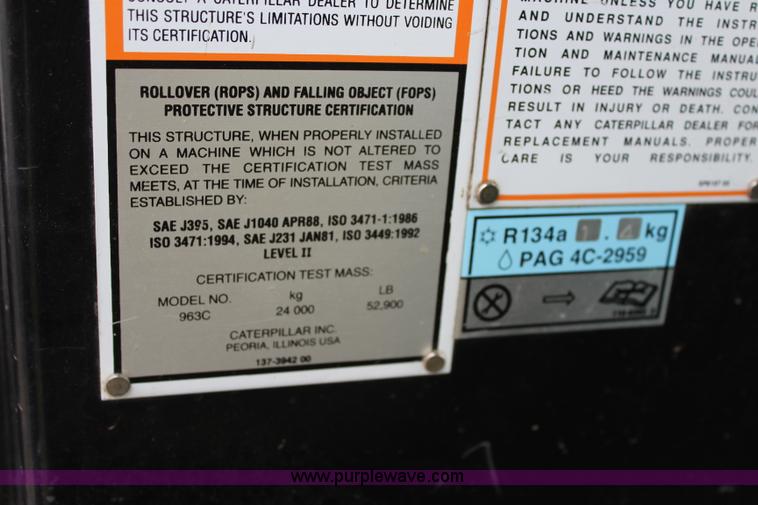 CONSULT A CATERPILLAR DEALER TO DETERMINE
THIS STRUCTURE'S LIMITATIONS WITHOUT VOIDING
ITS CERTIFICATION.
ROLLOVER (ROPS) AND FALLING OBJECT (FOPS)
PROTECTIVE STRUCTURE CERTIFICATION
THIS STRUCTURE, WHEN PROPERLY INSTALLED
ON A MACHINE WHICH IS NOT ALTERED TO
EXCEED THE CERTIFICATION TEST MASS
MEETS, AT THE TIME OF INSTALLATION, CRITERIA
ESTABLISHED BY:
SAE J395, SAE J1040 APR88, ISO 3471-1:1986
ISO 3471:1994, SAE J231 JAN81, ISO 3449:1992
LEVEL II
CERTIFICATION TEST MASS:
MODEL NO. kg LB
963C 24 000 52,900
CATERPILLAR INC.
PEORIA, ILLINOIS USA
137-3942 00
MACHINE UNLESS YOU HAVE R
AND UNDERSTAND THE INSTR
TIONS AND WARNINGS IN THE OPE
TION AND MAINTENANCE MANUA
FAILURE TO FOLLOW THE INSTRU
TIONS OR HEED THE WARNINGS COUL
RESULT IN INJURY OR DEATH. CON
TACT ANY CATERPILLAR DEALER FOR
REPLACEMENT MANUALS. PROPER
CARE IS YOUR RESPONSIBILITY.
R134a 1.4 kg
PAG 4C-2959
www.purplewave.com